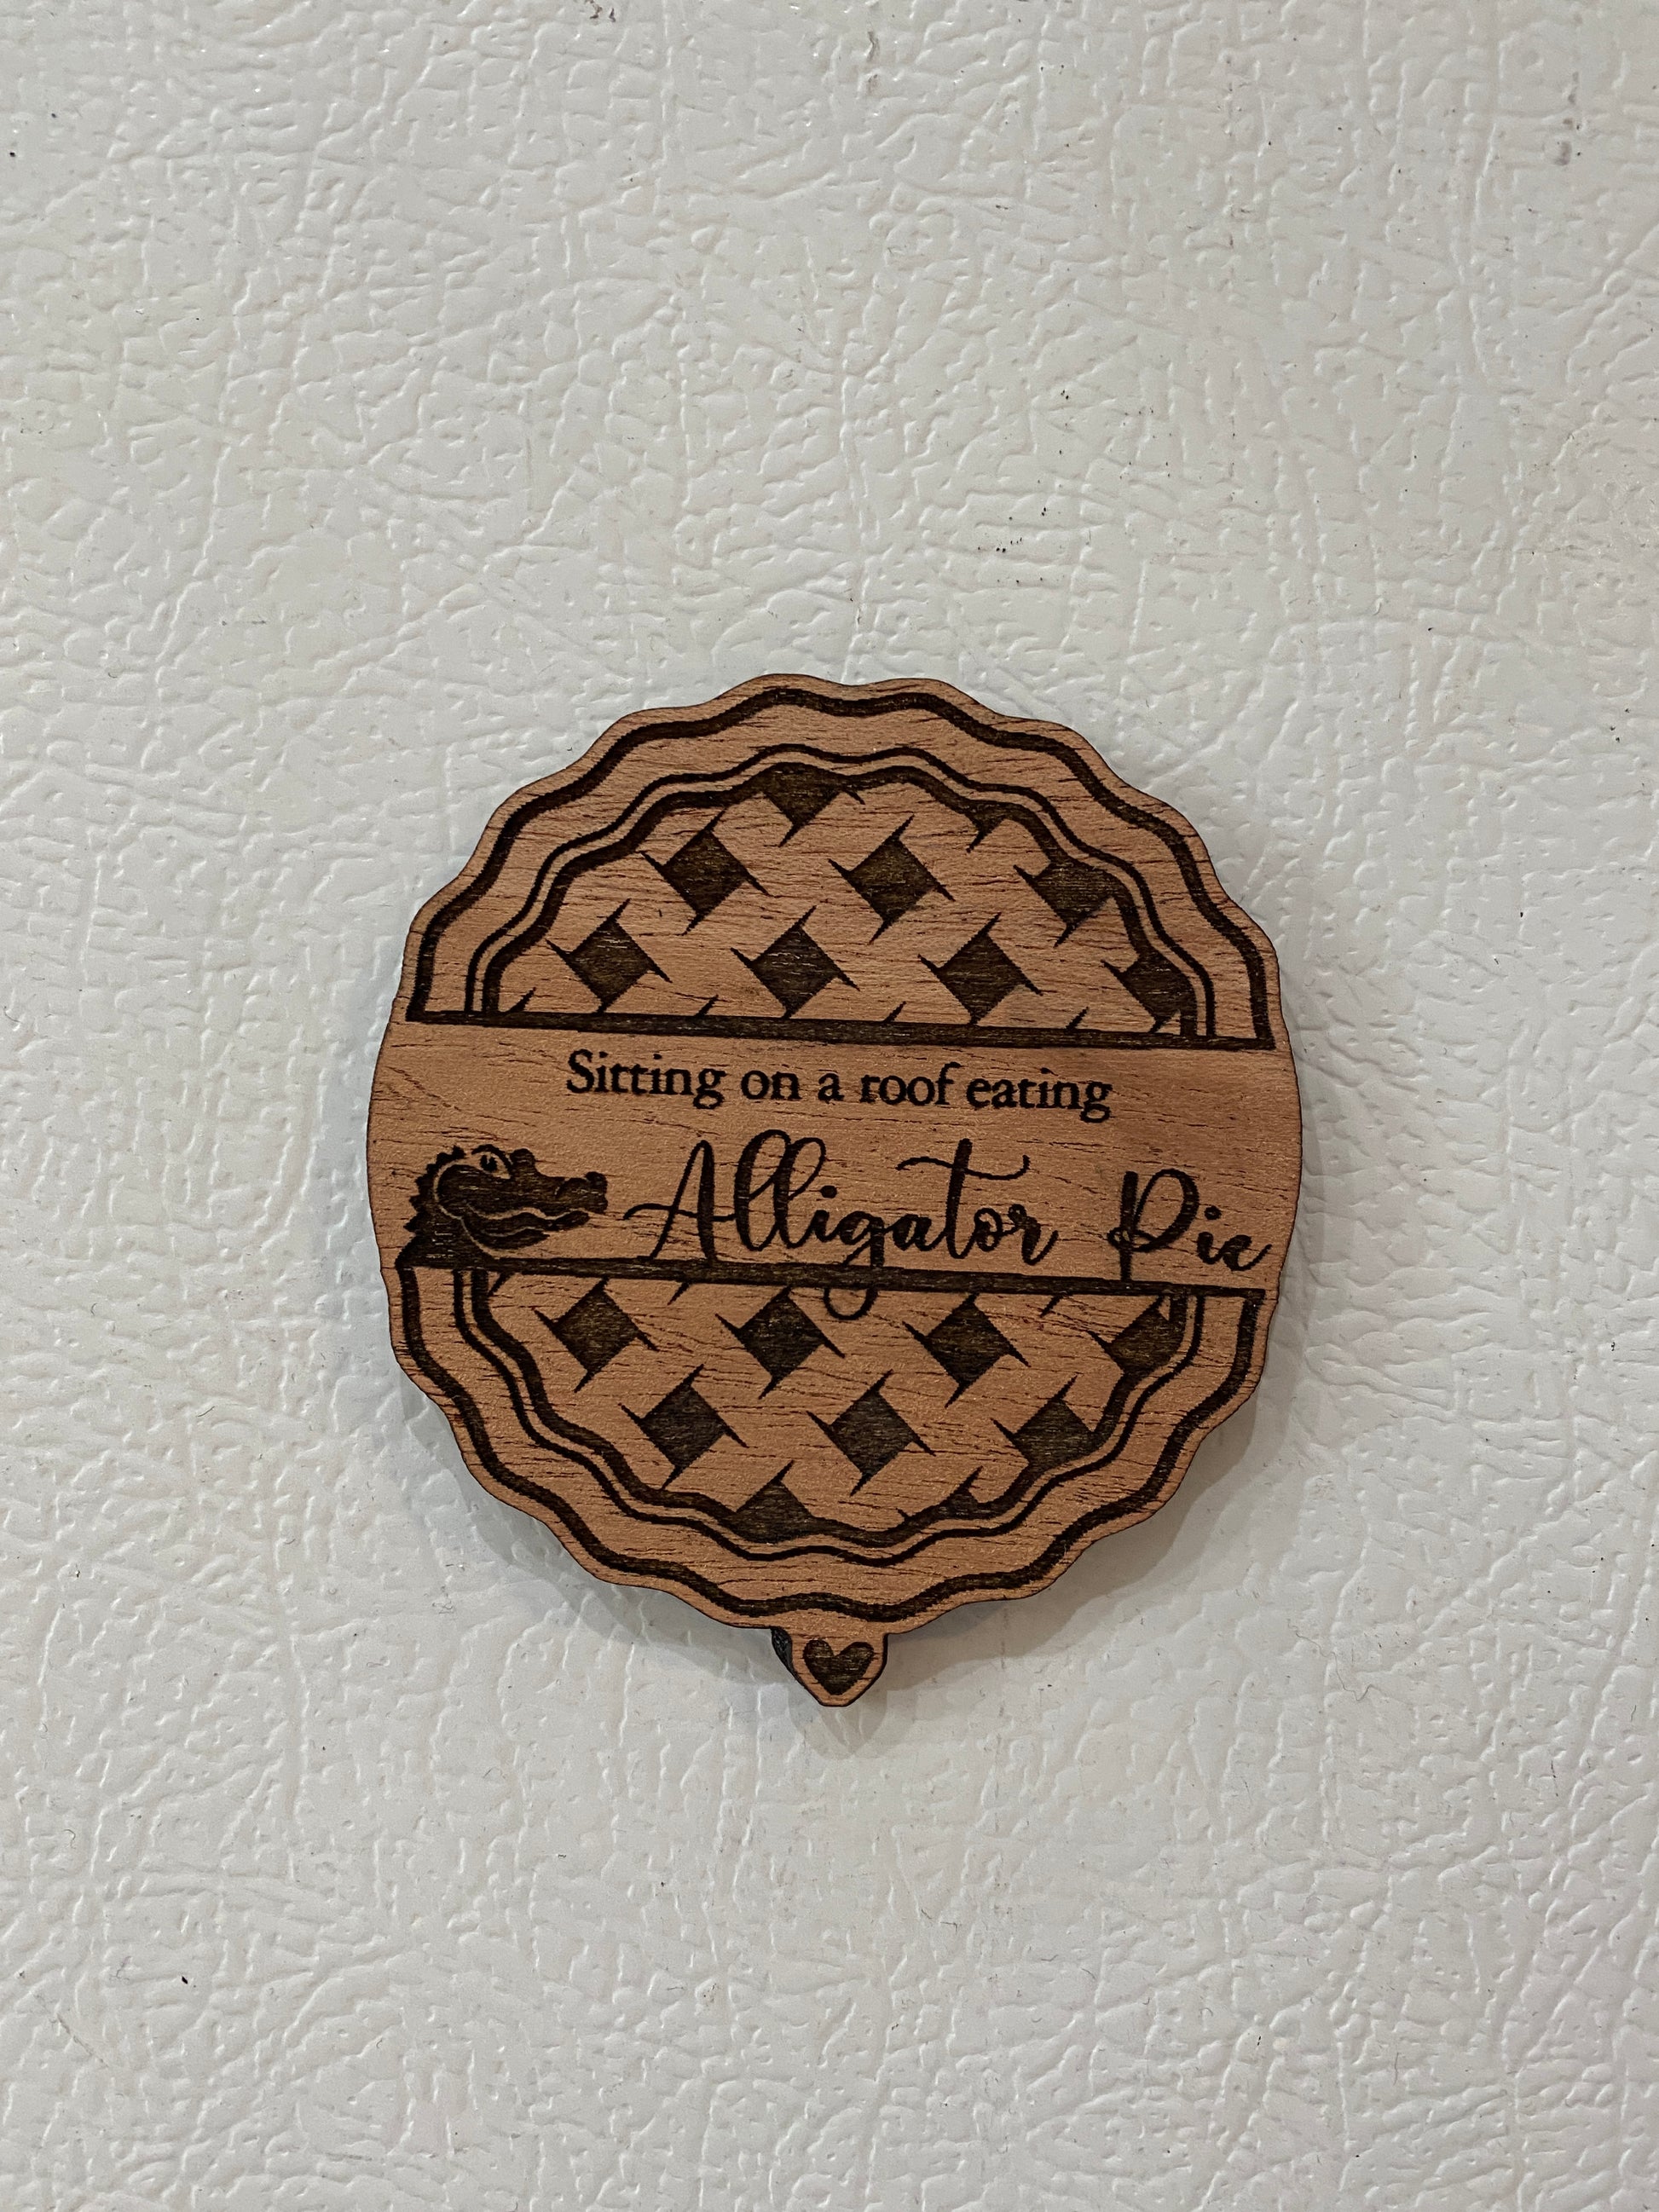 Sitting on a roof eating
Alligator Pie